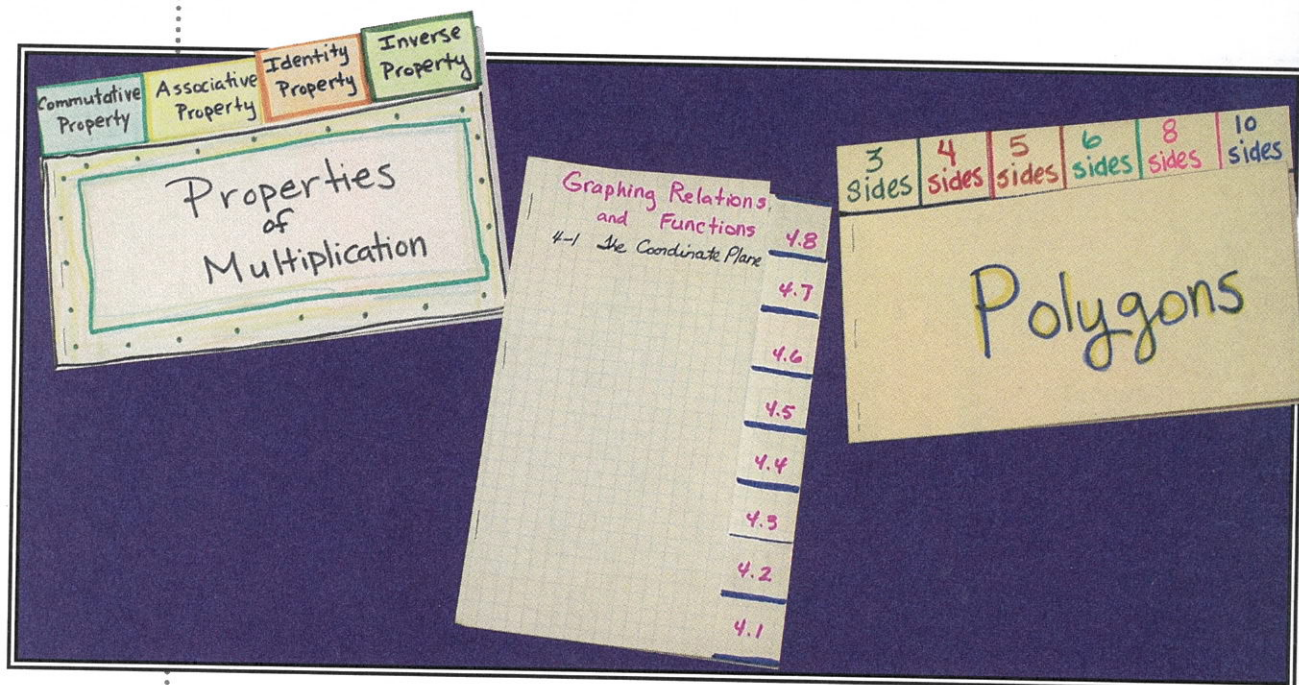 Commutative
Property
Associative
Property
Identity
Property
Inverse
Property
Properties
of
Multiplication
Graphing Relations
and Functions
4-1 The Coordinate Plane
4.8
4.7
4.6
4.5
4.4
4.3
4.2
4.1
3
sides
4
sides
5
sides
6
sides
8
sides
10
sides
Polygons